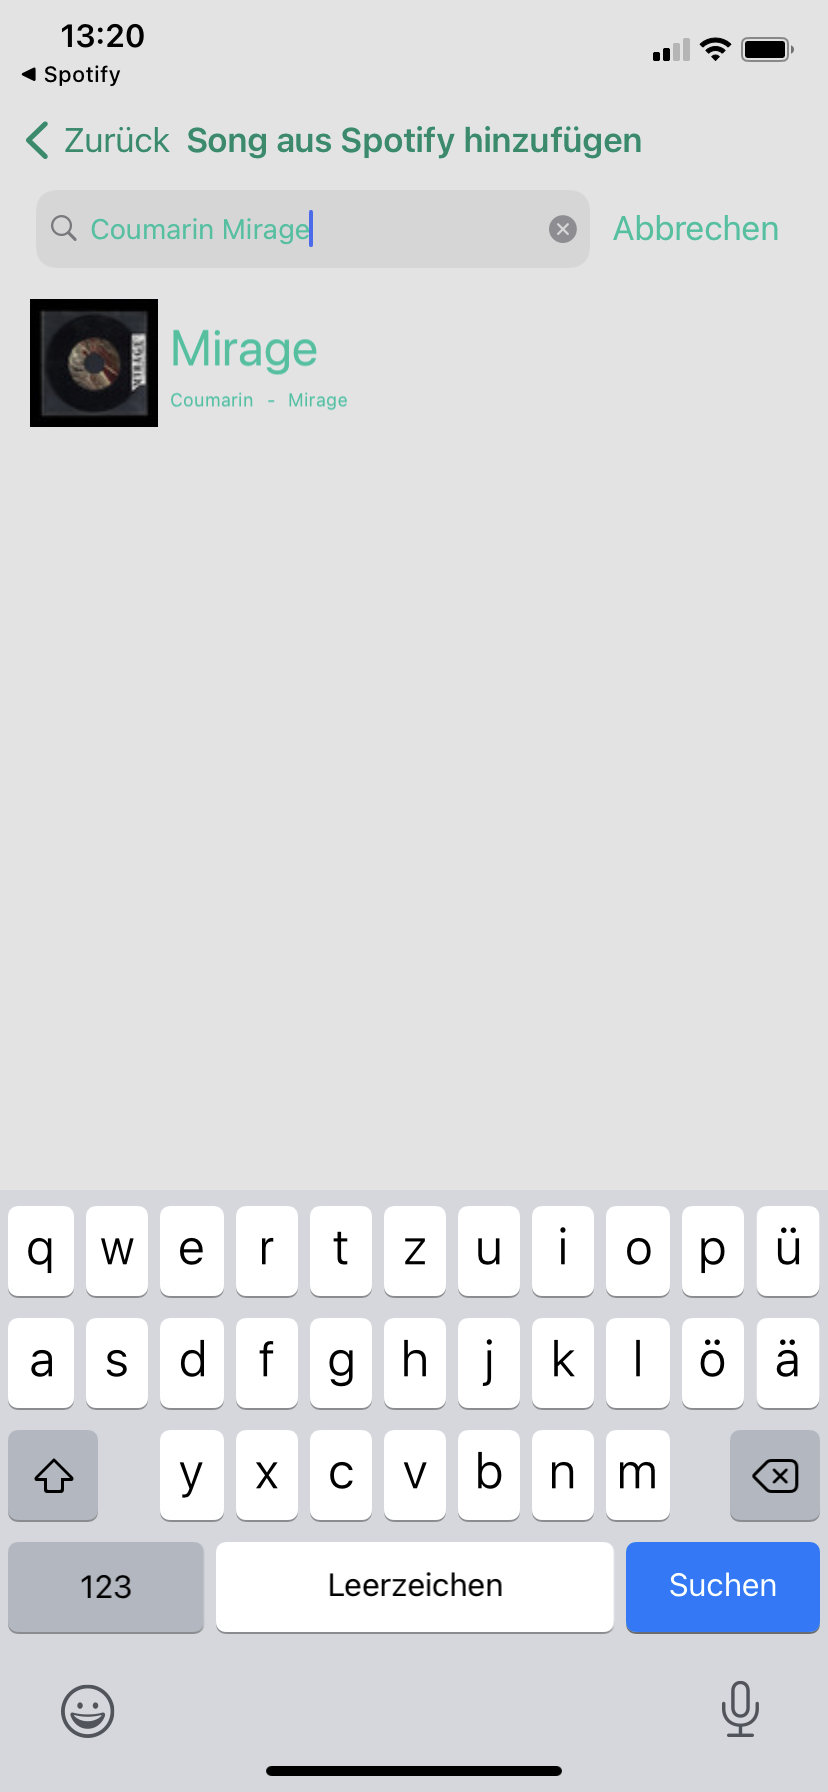 13:20
Spotify
Zurück Song aus Spotify hinzufügen
Coumarin Mirage
Abbrechen
MIRAGE
Mirage
Coumarin - Mirage
q w e r t z u i o p ü
a s d f g h j k l ö ä
y x c v b n m
123 Leerzeichen Suchen